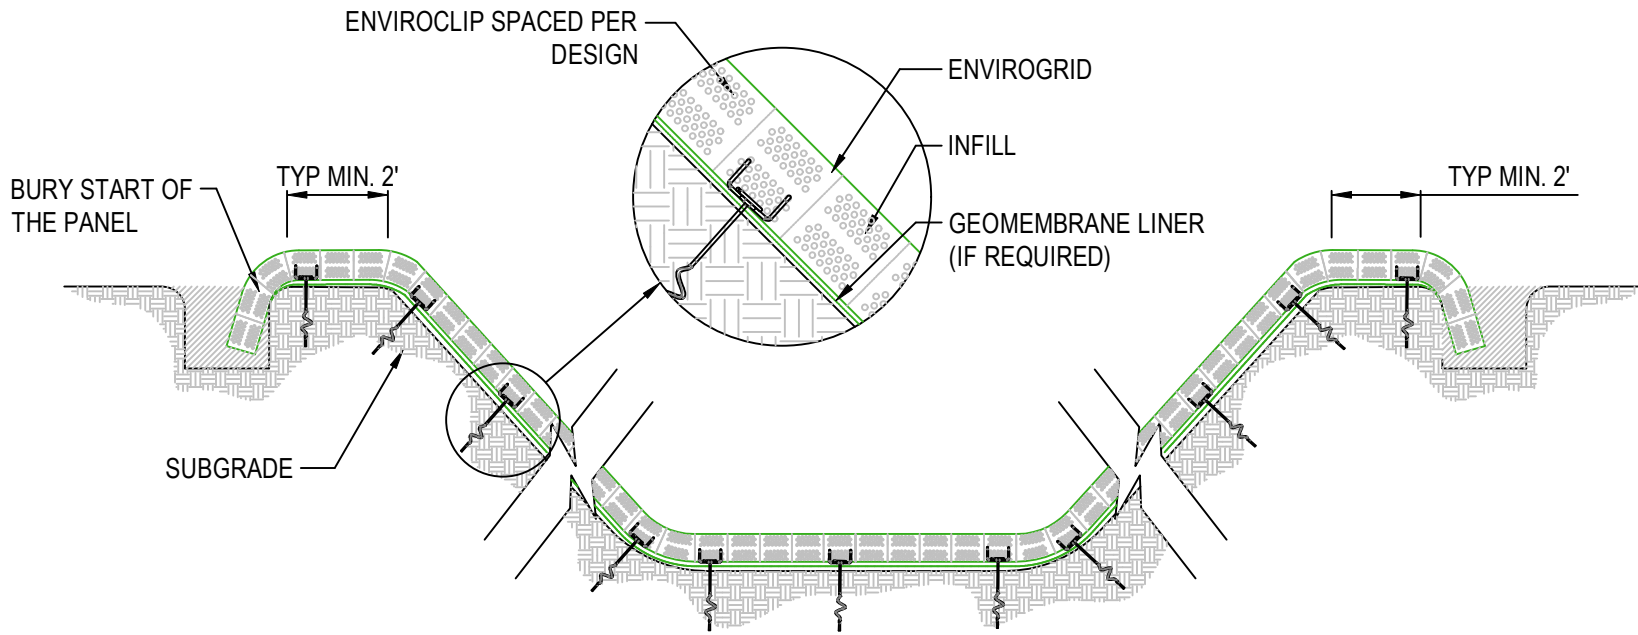 ENVIROCLIP SPACED PER
DESIGN
ENVIROGRID
INFILL
GEOMEMBRANE LINER
(IF REQUIRED)
TYP MIN. 2'
BURY START OF
THE PANEL
SUBGRADE
TYP MIN. 2'